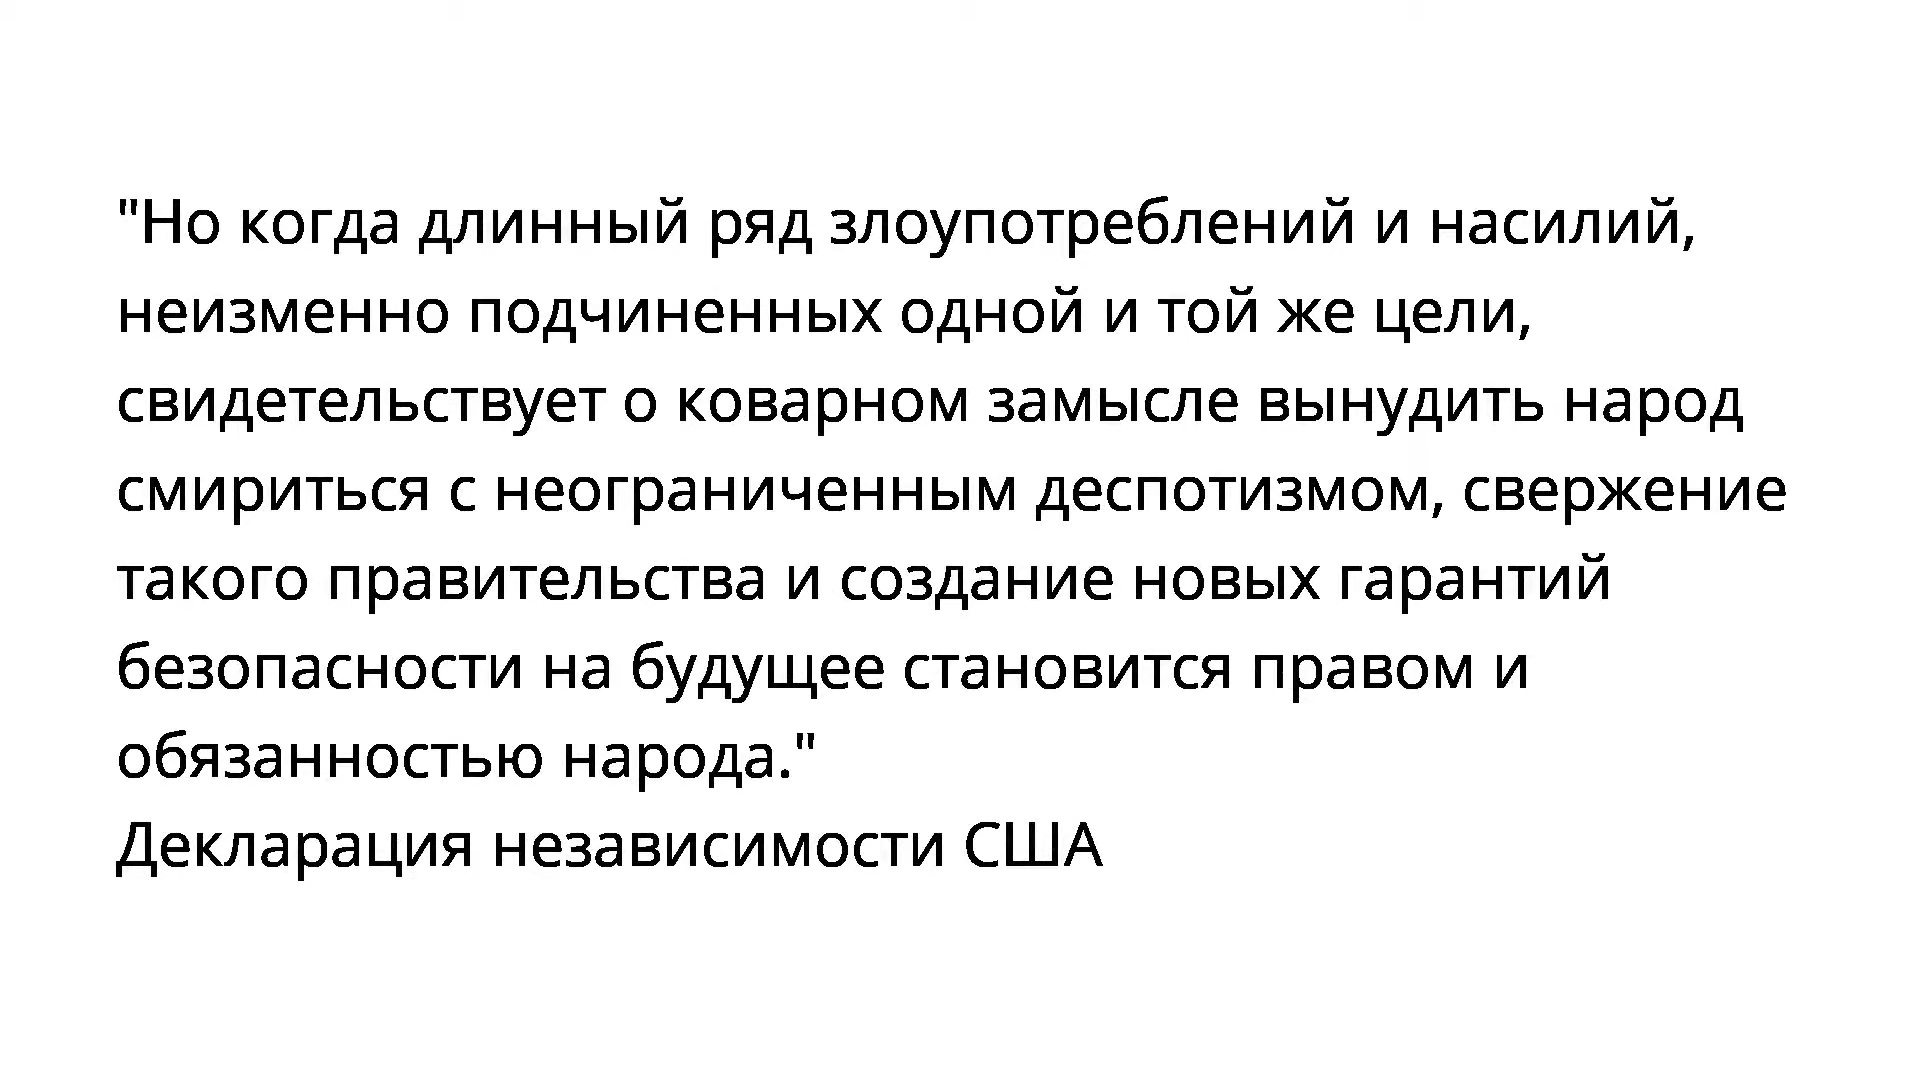 "Но когда длинный ряд злоупотреблений и насилий,
неизменно подчиненных одной и той же цели,
свидетельствует о коварном замысле вынудить народ
смириться с неограниченным деспотизмом, свержение
такого правительства и создание новых гарантий
безопасности на будущее становится правом и
обязанностью народа."
Декларация независимости США